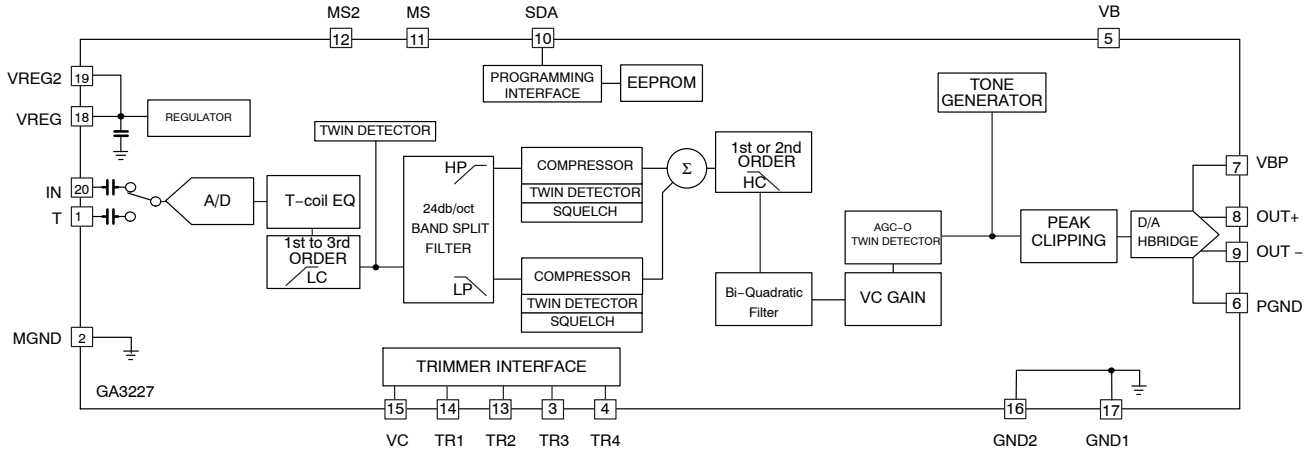 MS2 MS SDA VB
12 11 10 5
VREG2 19
VREG 18
REGULATOR
PROGRAMMING
INTERFACE
EEPROM
TONE
GENERATOR
TWIN DETECTOR
IN 20
T 1
A/D
T−coil EQ
1st to 3rd
ORDER
LC
HP
24db/oct
BAND SPLIT
FILTER
LP
COMPRESSOR
TWIN DETECTOR
SQUELCH
COMPRESSOR
TWIN DETECTOR
SQUELCH
Σ
1st or 2nd
ORDER
HC
Bi−Quadratic
Filter
AGC−O
TWIN DETECTOR
VC GAIN
PEAK
CLIPPING
D/A
HBRIDGE
7 VBP
8 OUT+
9 OUT −
6 PGND
MGND 2
GA3227
TRIMMER INTERFACE
15 14 13 3 4
VC TR1 TR2 TR3 TR4
16 17
GND2 GND1